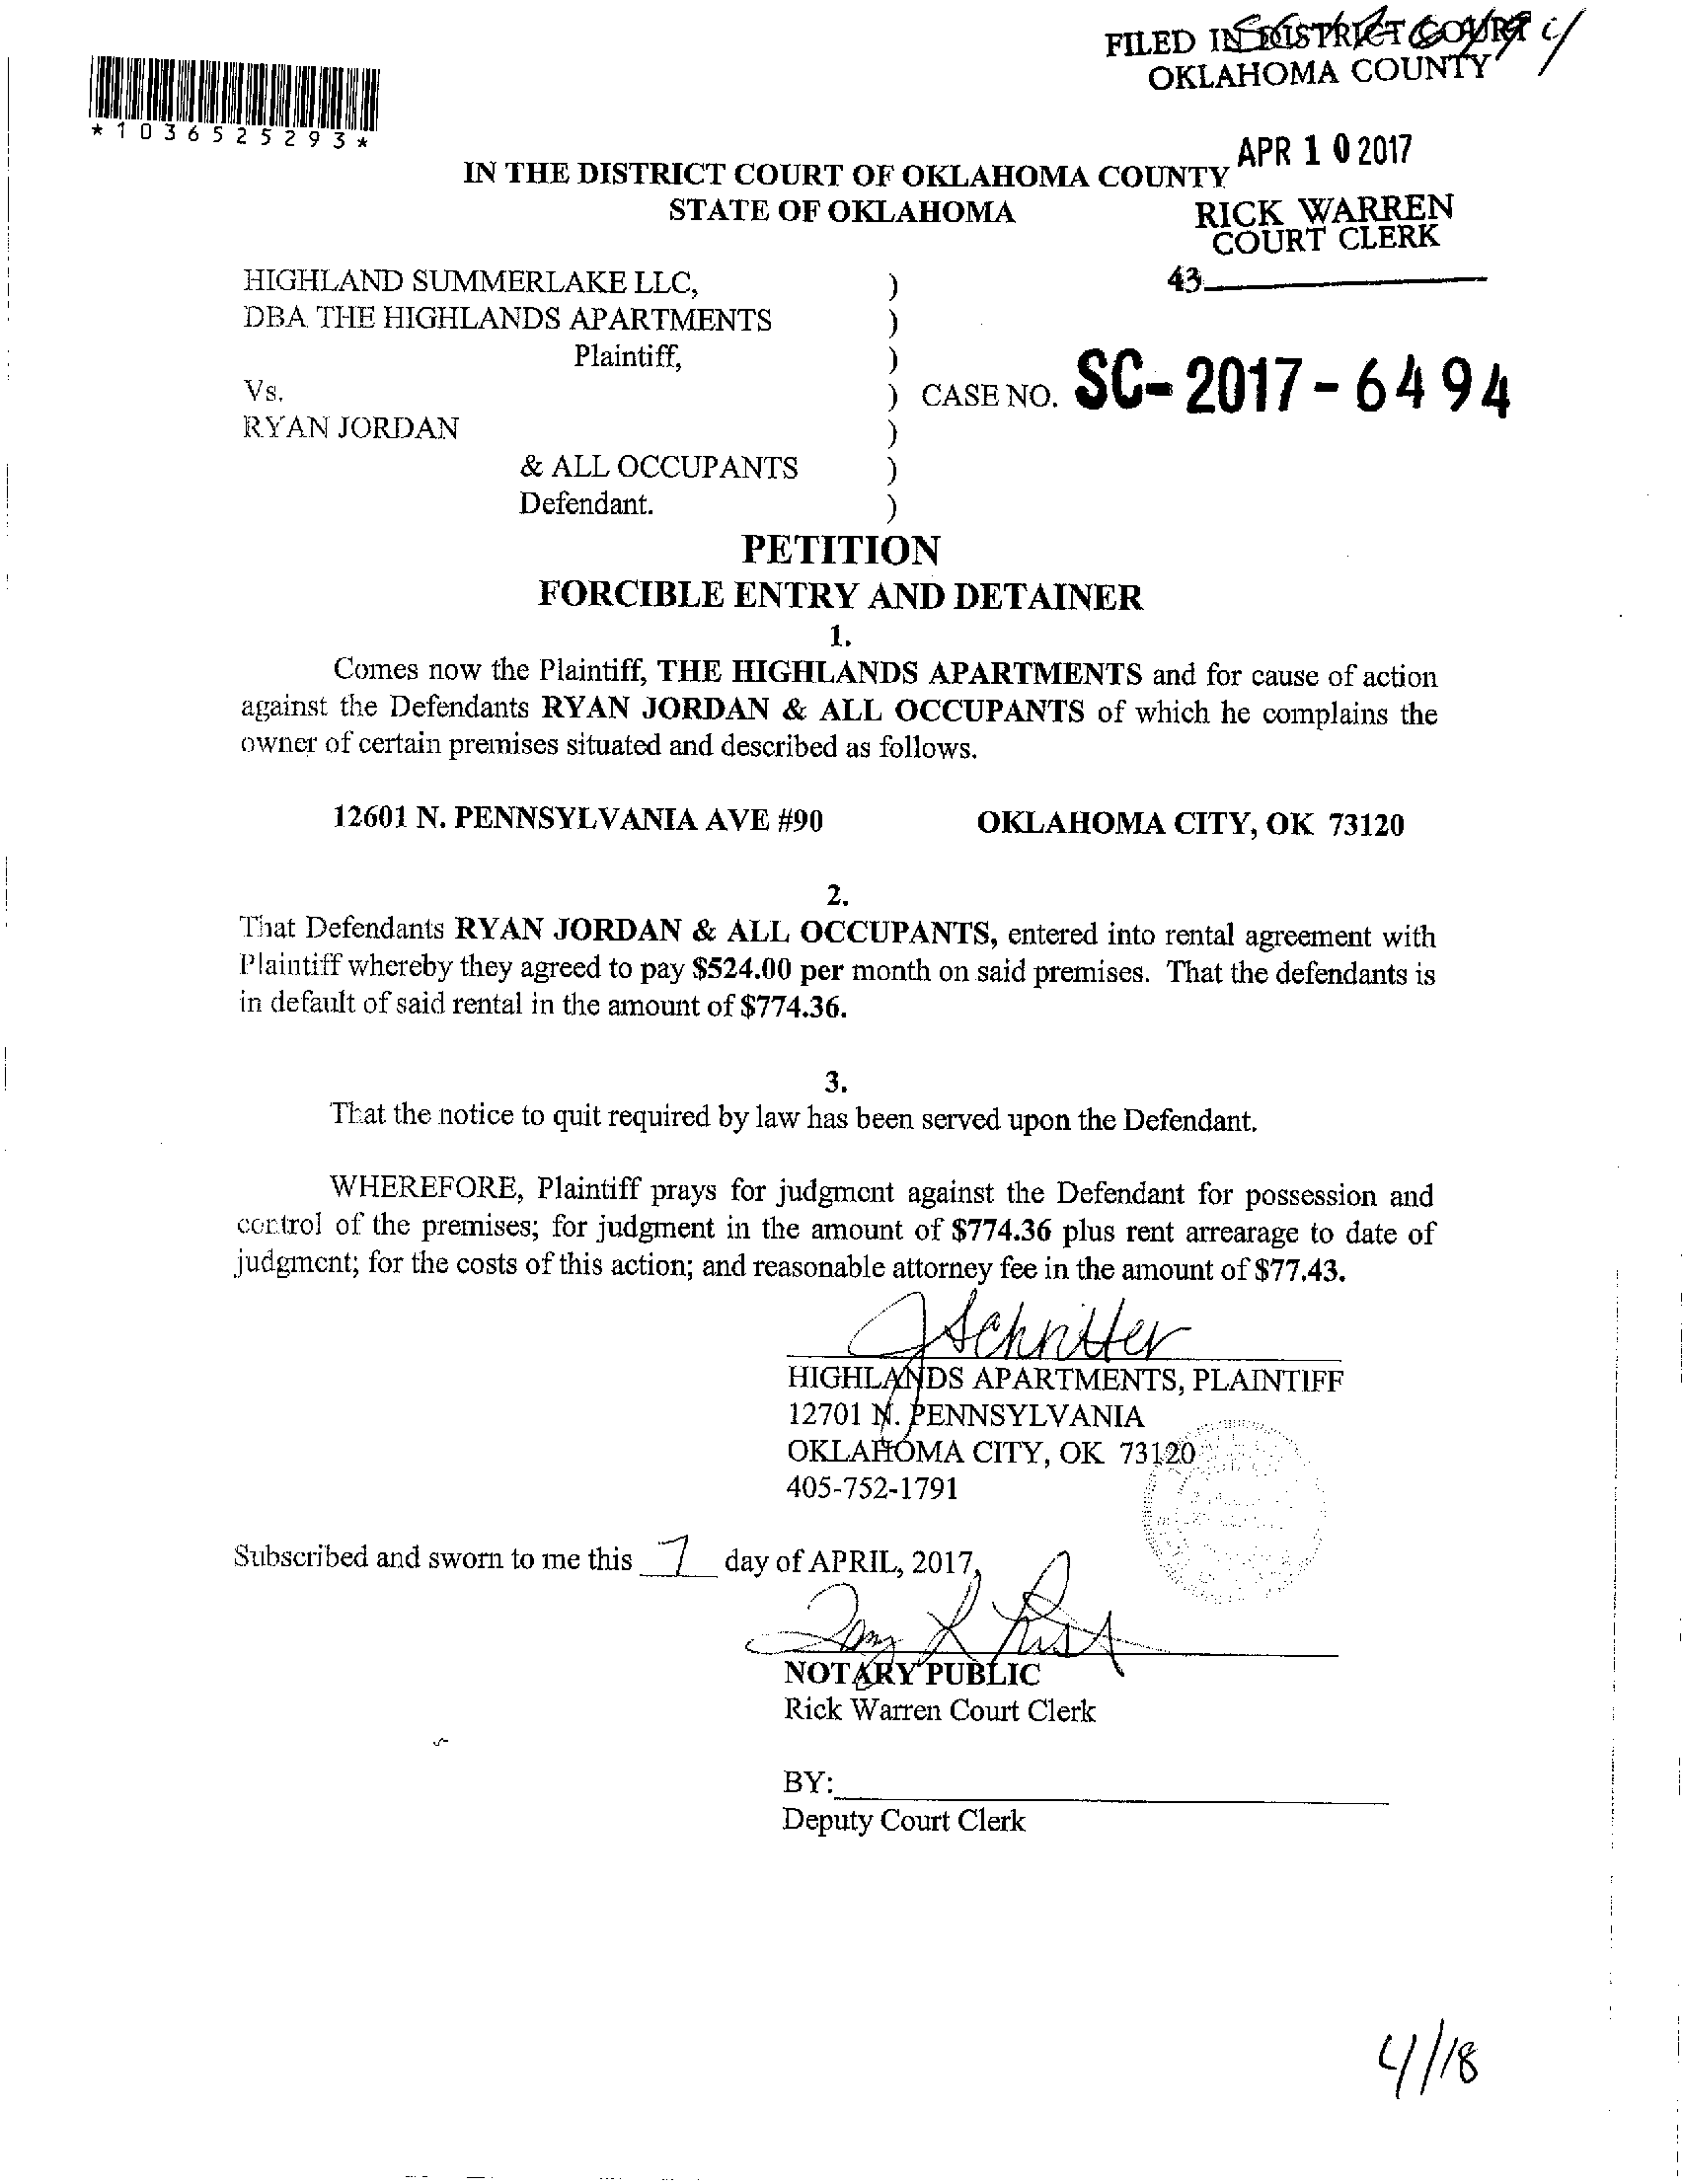 FILED IN DISTRICT COURT
OKLAHOMA COUNTY
*1036525293*
APR 10 2017
IN THE DISTRICT COURT OF OKLAHOMA COUNTY
STATE OF OKLAHOMA
RICK WARREN
COURT CLERK
43
HIGHLAND SUMMERLAKE LLC, )
DBA THE HIGHLANDS APARTMENTS )
Plaintiff, )
Vs. ) CASE NO. SC-2017-6494
RYAN JORDAN )
& ALL OCCUPANTS )
Defendant. )
PETITION
FORCIBLE ENTRY AND DETAINER
1.
Comes now the Plaintiff, THE HIGHLANDS APARTMENTS and for cause of action
against the Defendants RYAN JORDAN & ALL OCCUPANTS of which he complains the
owner of certain premises situated and described as follows.
12601 N. PENNSYLVANIA AVE #90 OKLAHOMA CITY, OK 73120
2.
That Defendants RYAN JORDAN & ALL OCCUPANTS, entered into rental agreement with
Plaintiff whereby they agreed to pay $524.00 per month on said premises. That the defendants is
in default of said rental in the amount of $774.36.
3.
That the notice to quit required by law has been served upon the Defendant.
WHEREFORE, Plaintiff prays for judgment against the Defendant for possession and
control of the premises; for judgment in the amount of $774.36 plus rent arrearage to date of
judgment; for the costs of this action; and reasonable attorney fee in the amount of $77.43.
JSchnitter
HIGHLANDS APARTMENTS, PLAINTIFF
12701 N. PENNSYLVANIA
OKLAHOMA CITY, OK 73120
405-752-1791
Subscribed and sworn to me this 7 day of APRIL, 2017,
NOTARY PUBLIC
Rick Warren Court Clerk
BY:
Deputy Court Clerk
4/18